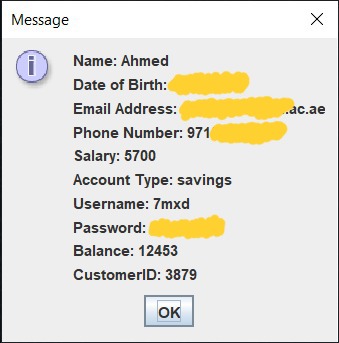 Message
Name: Ahmed
Date of Birth:
Email Address: .ac.ae
Phone Number: 971
Salary: 5700
Account Type: savings
Username: 7mxd
Password:
Balance: 12453
CustomerID: 3879
OK